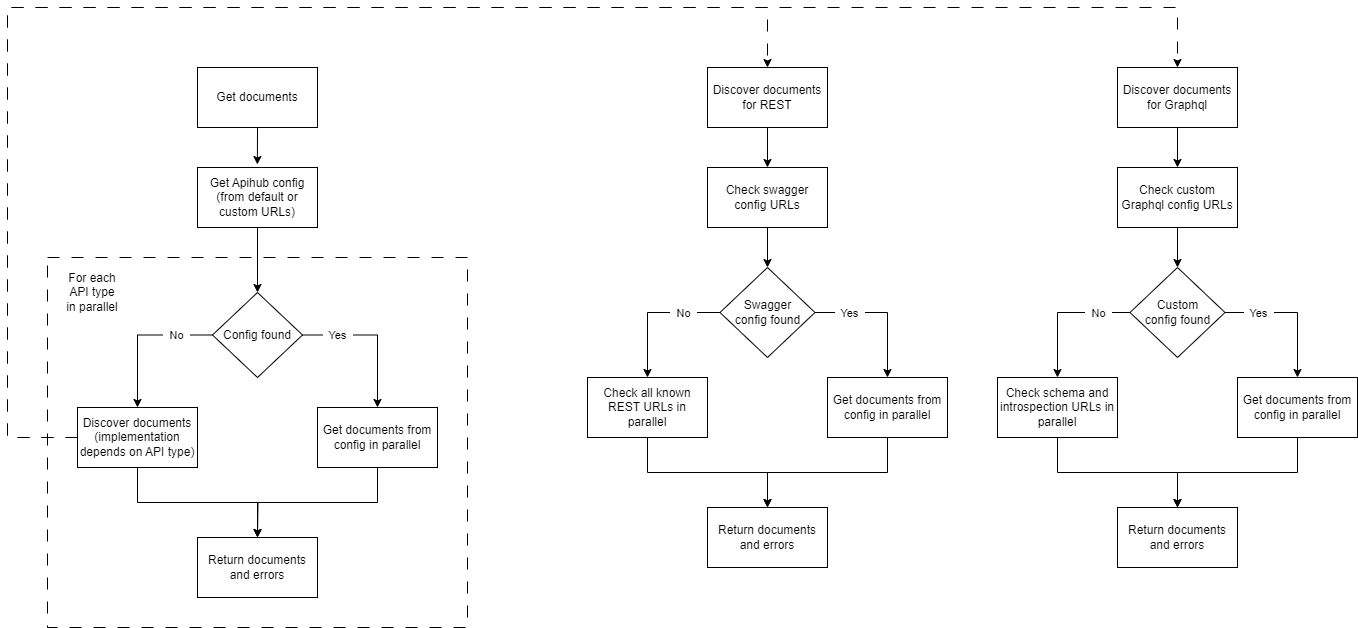 Get documents
Get Apihub config
(from default or
custom URLs)
For each
API type
in parallel
Config found
No
Yes
Discover documents
(implementation
depends on API type)
Get documents from
config in parallel
Return documents
and errors
Discover documents
for REST
Check swagger
config URLs
Swagger
config found
No
Yes
Check all known
REST URLs in
parallel
Get documents from
config in parallel
Return documents
and errors
Discover documents
for Graphql
Check custom
Graphql config URLs
Custom
config found
No
Yes
Check schema and
introspection URLs in
parallel
Get documents from
config in parallel
Return documents
and errors